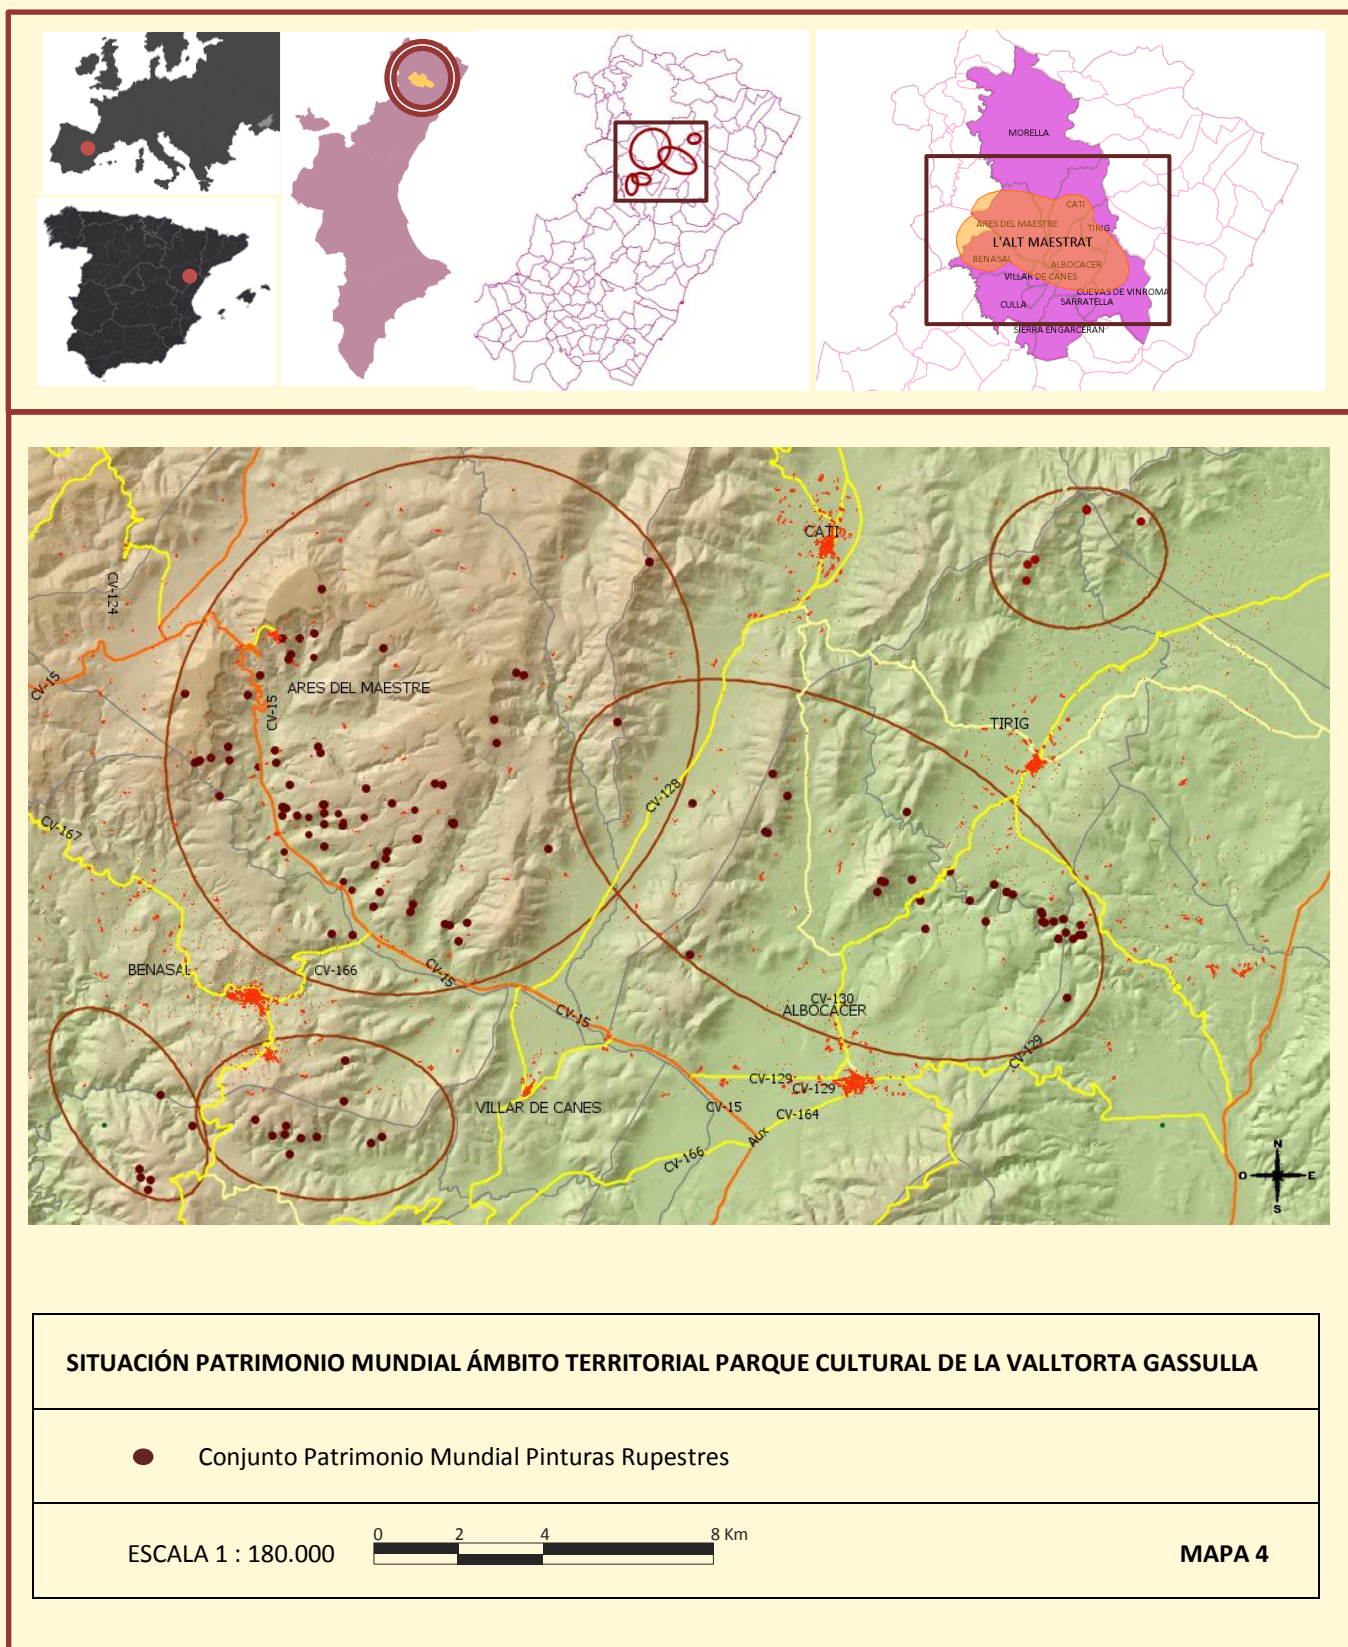 MORELLA
CATI
ARES DEL MAESTRE
TIRIG
L'ALT MAESTRAT
BENASAL
ALBOCACER
VILLAR DE CANES
CUEVAS DE VINROMA
CULLA
SARRATELLA
SIERRA ENGARCERAN
CATI
CV-124
CV-15
ARES DEL MAESTRE
CV-15
TIRIG
CV-128
CV-167
BENASAL
CV-166
CV-15
CV-15
CV-130
ALBOCACER
CV-129
CV-129
CV-129
VILLAR DE CANES
CV-15
CV-164
Aux
CV-166
N
O
E
S
SITUACIÓN PATRIMONIO MUNDIAL ÁMBITO TERRITORIAL PARQUE CULTURAL DE LA VALLTORTA GASSULLA
Conjunto Patrimonio Mundial Pinturas Rupestres
0 2 4 8 Km
ESCALA 1 : 180.000
MAPA 4